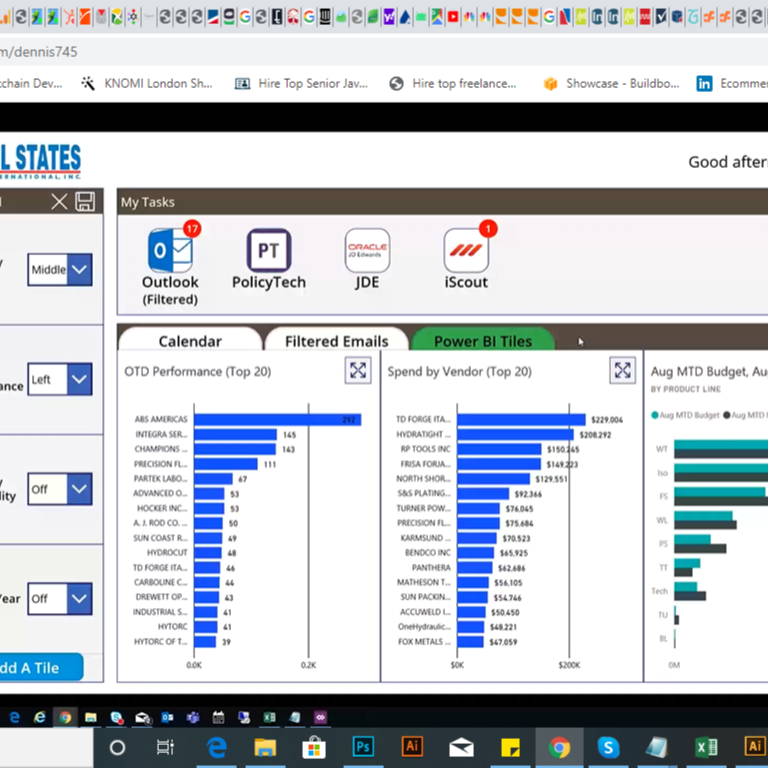 m/dennis745
kchain Dev...
KNOMI London Sh...
Hire Top Senior Jav...
Hire top freelance...
Showcase - Buildbo...
Ecomme
L STATES
ERNATIONAL, INC.
Good after
My Tasks
17
1
PT
ORACLE
JD Edwards
Outlook
(Filtered)
PolicyTech
JDE
iScout
Middle
Left
ance
Off
lity
Year
Off
dd A Tile
Calendar
Filtered Emails
Power BI Tiles
OTD Performance (Top 20)
ABS AMERICAS 292
INTEGRA SER... 145
CHAMPIONS ... 143
PRECISION FL... 111
PARTEK LABO... 67
ADVANCED O... 53
HOCKER INC... 53
A. J. ROD CO. ... 50
SUN COAST R... 49
HYDROCUT 48
TD FORGE ITA... 46
CARBOLINE C... 44
DREWETT OP... 43
INDUSTRIAL S... 41
HYTORC 41
HYTORC OF T... 39
0.0K 0.2K
Spend by Vendor (Top 20)
TD FORGE ITA... $229,004
HYDRATIGHT ... $208,292
RP TOOLS INC $150,245
FRISA FORJA... $149,223
NORTH SHOR... $129,551
S&S PLATING... $92,366
TURNER POW... $76,045
PRECISION FL... $75,684
KARMSUND ... $70,523
BENDCO INC $65,925
PANTHERA $62,686
MATHESON T... $56,105
SUN PACKIN... $54,746
ACCUWELD I... $50,450
OneHydraulic... $48,221
FOX METALS ... $47,059
$0K $200K
Aug MTD Budget, Au
BY PRODUCT LINE
Aug MTD Budget Aug MTD
WT
Iso
FS
WL
PS
TT
Tech
TU
BL
0M